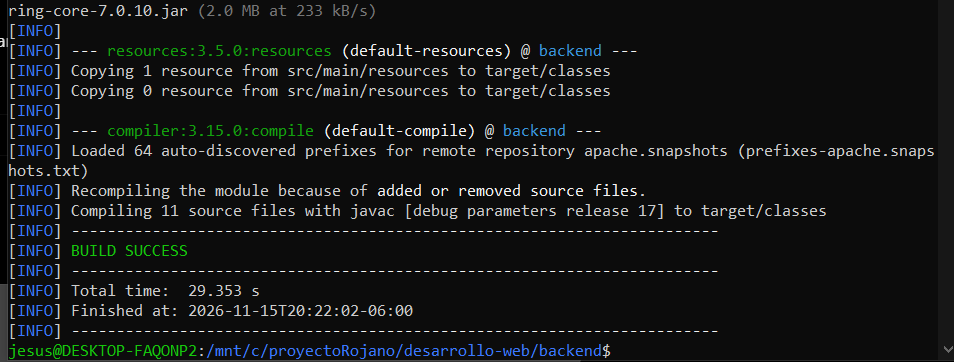 ring-core-7.0.10.jar (2.0 MB at 233 kB/s)
[INFO]
[INFO] --- resources:3.5.0:resources (default-resources) @ backend ---
[INFO] Copying 1 resource from src/main/resources to target/classes
[INFO] Copying 0 resource from src/main/resources to target/classes
[INFO]
[INFO] --- compiler:3.15.0:compile (default-compile) @ backend ---
[INFO] Loaded 64 auto-discovered prefixes for remote repository apache.snapshots (prefixes-apache.snaps
hots.txt)
[INFO] Recompiling the module because of added or removed source files.
[INFO] Compiling 11 source files with javac [debug parameters release 17] to target/classes
[INFO] ------------------------------------------------------------------------
[INFO] BUILD SUCCESS
[INFO] ------------------------------------------------------------------------
[INFO] Total time:  29.353 s
[INFO] Finished at: 2026-11-15T20:22:02-06:00
[INFO] ------------------------------------------------------------------------
jesus@DESKTOP-FAQONP2:/mnt/c/proyectoRojano/desarrollo-web/backend$